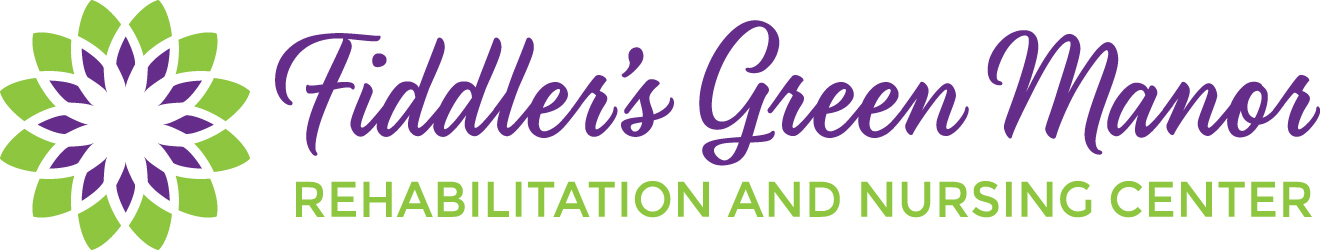 Fiddler's Green Manor
REHABILITATION AND NURSING CENTER